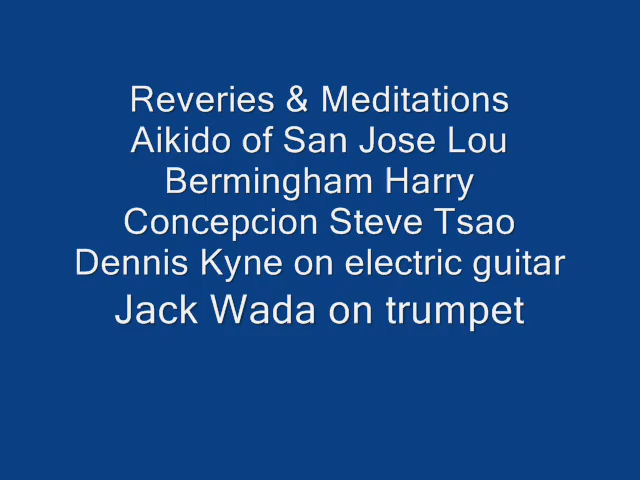 Reveries & Meditations
Aikido of San Jose Lou
Bermingham Harry
Concepcion Steve Tsao
Dennis Kyne on electric guitar
Jack Wada on trumpet